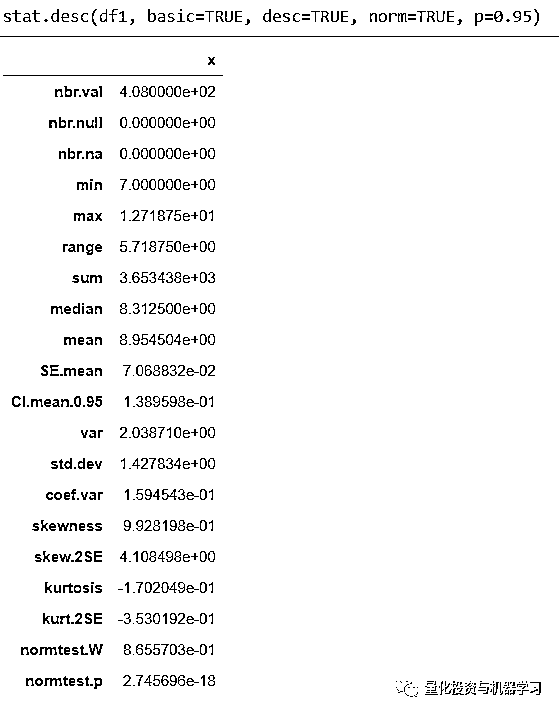 stat.desc(df1, basic=TRUE, desc=TRUE, norm=TRUE, p=0.95)
x
nbr.val 4.080000e+02
nbr.null 0.000000e+00
nbr.na 0.000000e+00
min 7.000000e+00
max 1.271875e+01
range 5.718750e+00
sum 3.653438e+03
median 8.312500e+00
mean 8.954504e+00
SE.mean 7.068832e-02
CI.mean.0.95 1.389598e-01
var 2.038710e+00
std.dev 1.427834e+00
coef.var 1.594543e-01
skewness 9.928198e-01
skew.2SE 4.108498e+00
kurtosis -1.702049e-01
kurt.2SE -3.530192e-01
normtest.W 8.655703e-01
normtest.p 2.745696e-18
量化投资与机器学习